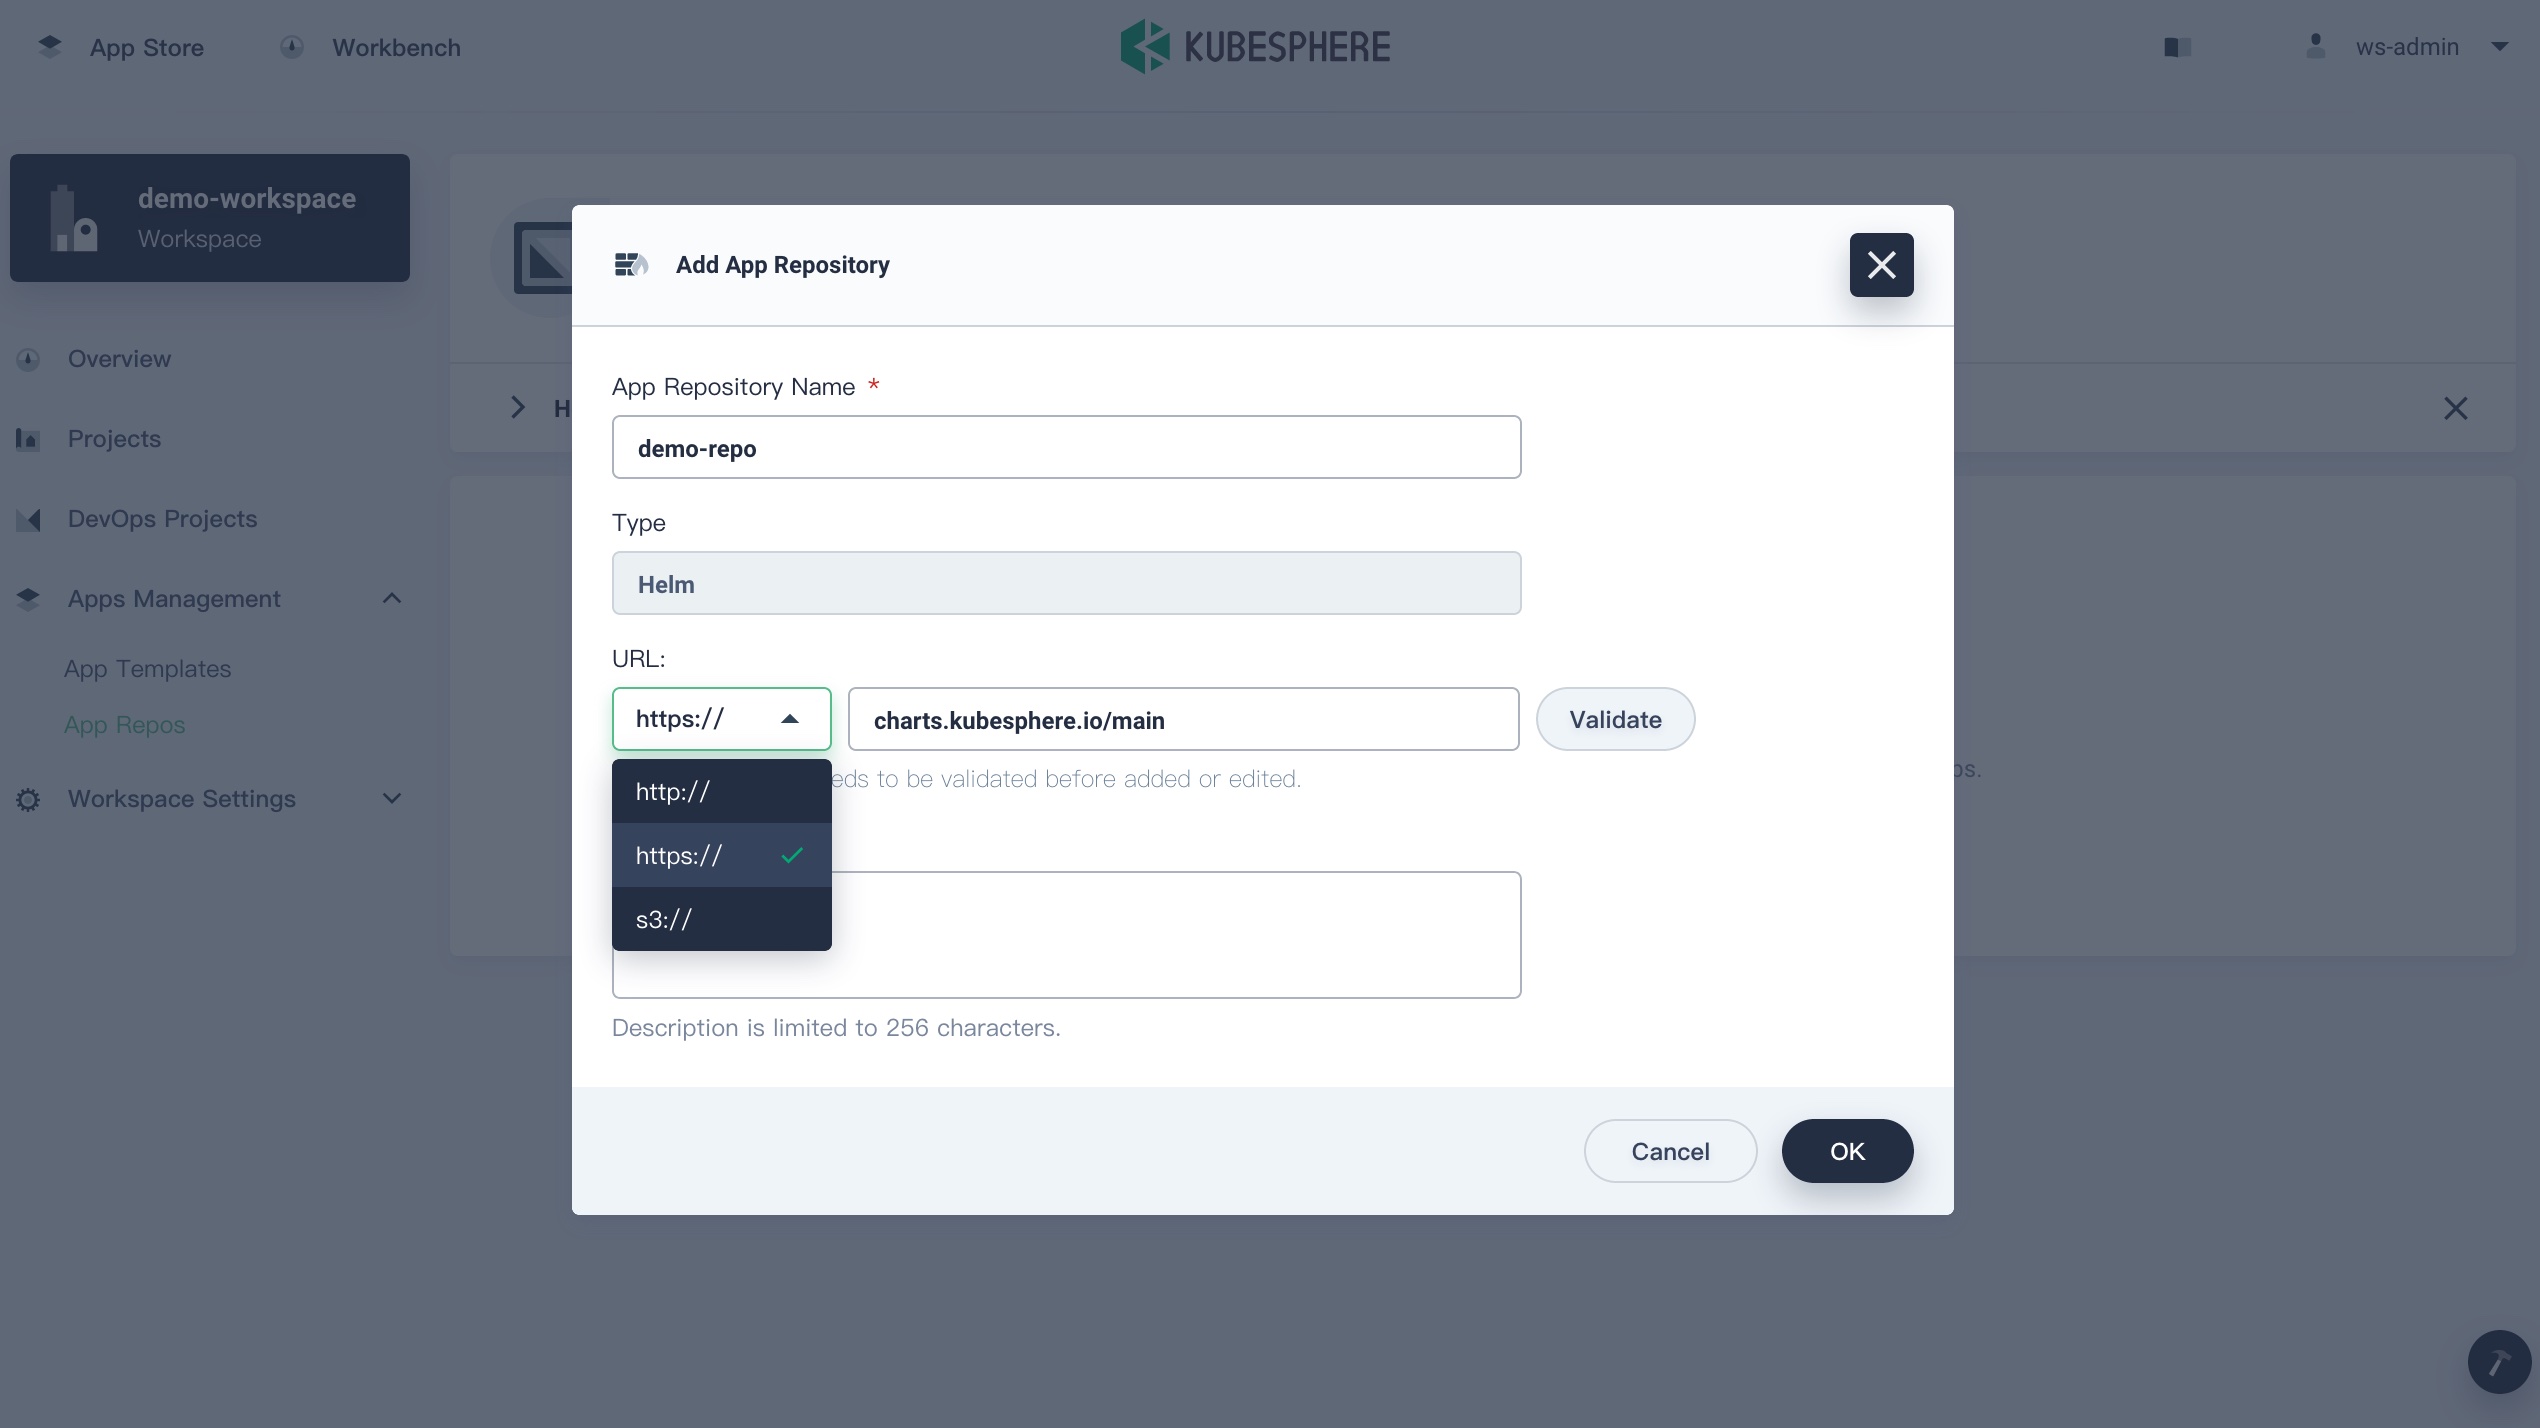 App Store
Workbench
KUBESPHERE
ws-admin
demo-workspace
Workspace
Overview
Projects
DevOps Projects
Apps Management
App Templates
App Repos
Workspace Settings
Add App Repository
App Repository Name *
demo-repo
Type
Helm
URL:
https://
charts.kubesphere.io/main
Validate
to be validated before added or edited.
http://
https://
s3://
Description is limited to 256 characters.
Cancel
OK